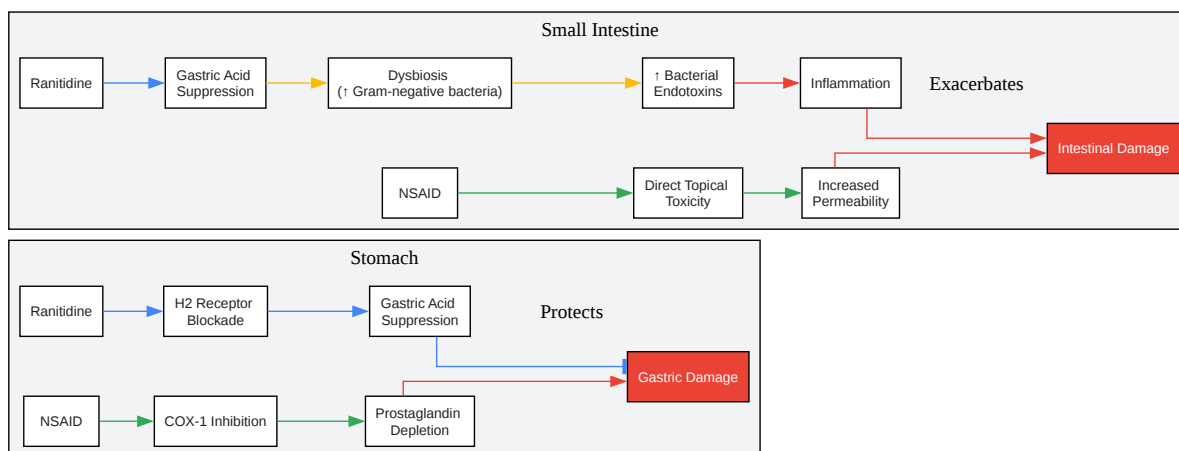 Small Intestine
Ranitidine
Gastric Acid
Suppression
Dysbiosis
(↑ Gram-negative bacteria)
↑ Bacterial
Endotoxins
Inflammation
Exacerbates
Intestinal Damage
NSAID
Direct Topical
Toxicity
Increased
Permeability
Stomach
Ranitidine
H2 Receptor
Blockade
Gastric Acid
Suppression
Protects
Gastric Damage
NSAID
COX-1 Inhibition
Prostaglandin
Depletion